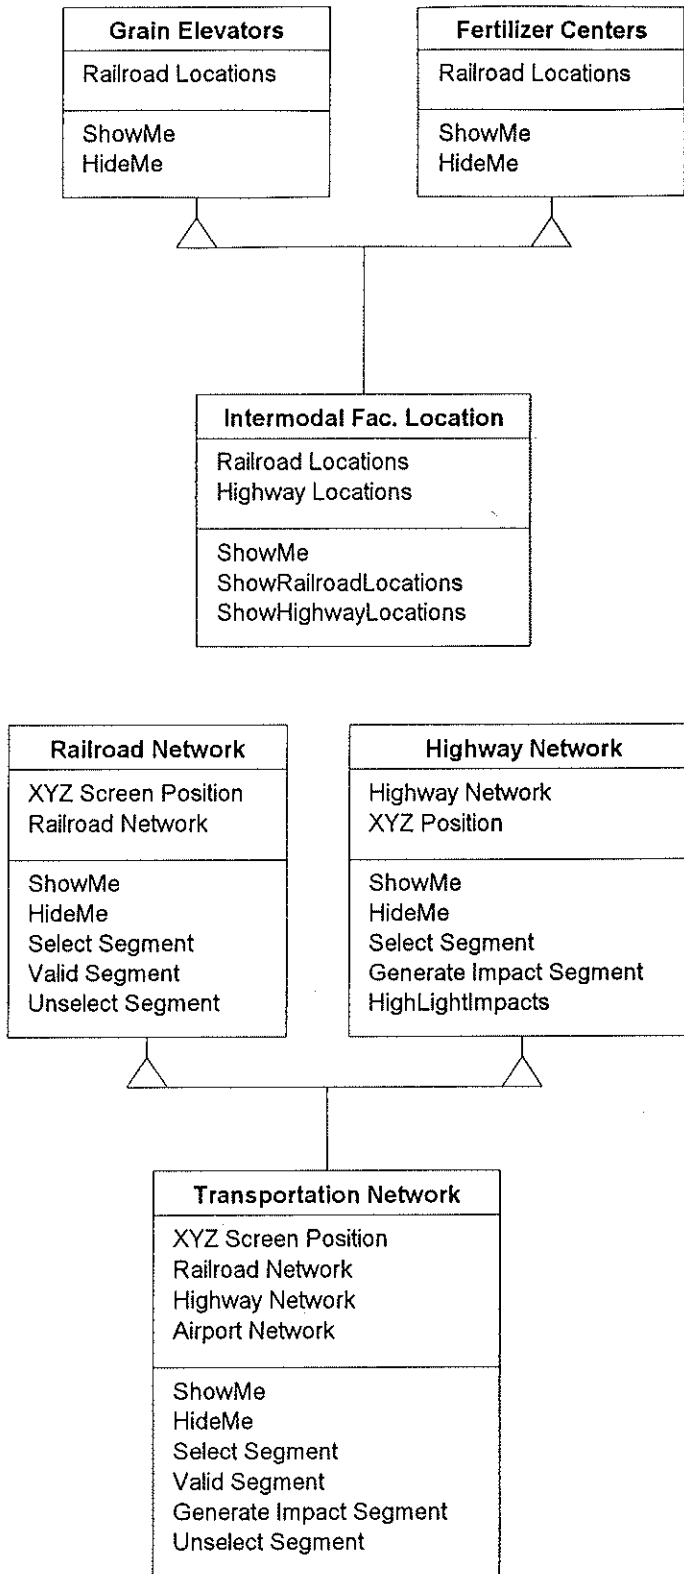 Grain Elevators
Railroad Locations
ShowMe
HideMe
Fertilizer Centers
Railroad Locations
ShowMe
HideMe
Intermodal Fac. Location
Railroad Locations
Highway Locations
ShowMe
ShowRailroadLocations
ShowHighwayLocations
Railroad Network
XYZ Screen Position
Railroad Network
ShowMe
HideMe
Select Segment
Valid Segment
Unselect Segment
Highway Network
Highway Network
XYZ Position
ShowMe
HideMe
Select Segment
Generate Impact Segment
HighLightImpacts
Transportation Network
XYZ Screen Position
Railroad Network
Highway Network
Airport Network
ShowMe
HideMe
Select Segment
Valid Segment
Generate Impact Segment
Unselect Segment